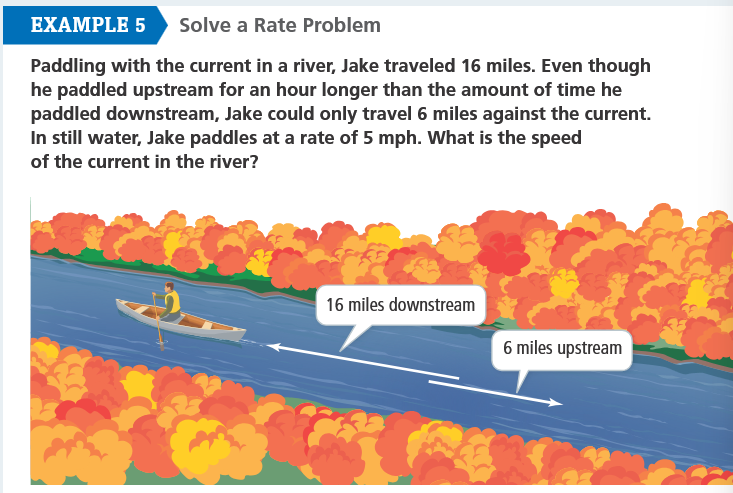 EXAMPLE 5 Solve a Rate Problem
Paddling with the current in a river, Jake traveled 16 miles. Even though
he paddled upstream for an hour longer than the amount of time he
paddled downstream, Jake could only travel 6 miles against the current.
In still water, Jake paddles at a rate of 5 mph. What is the speed
of the current in the river?
16 miles downstream
6 miles upstream